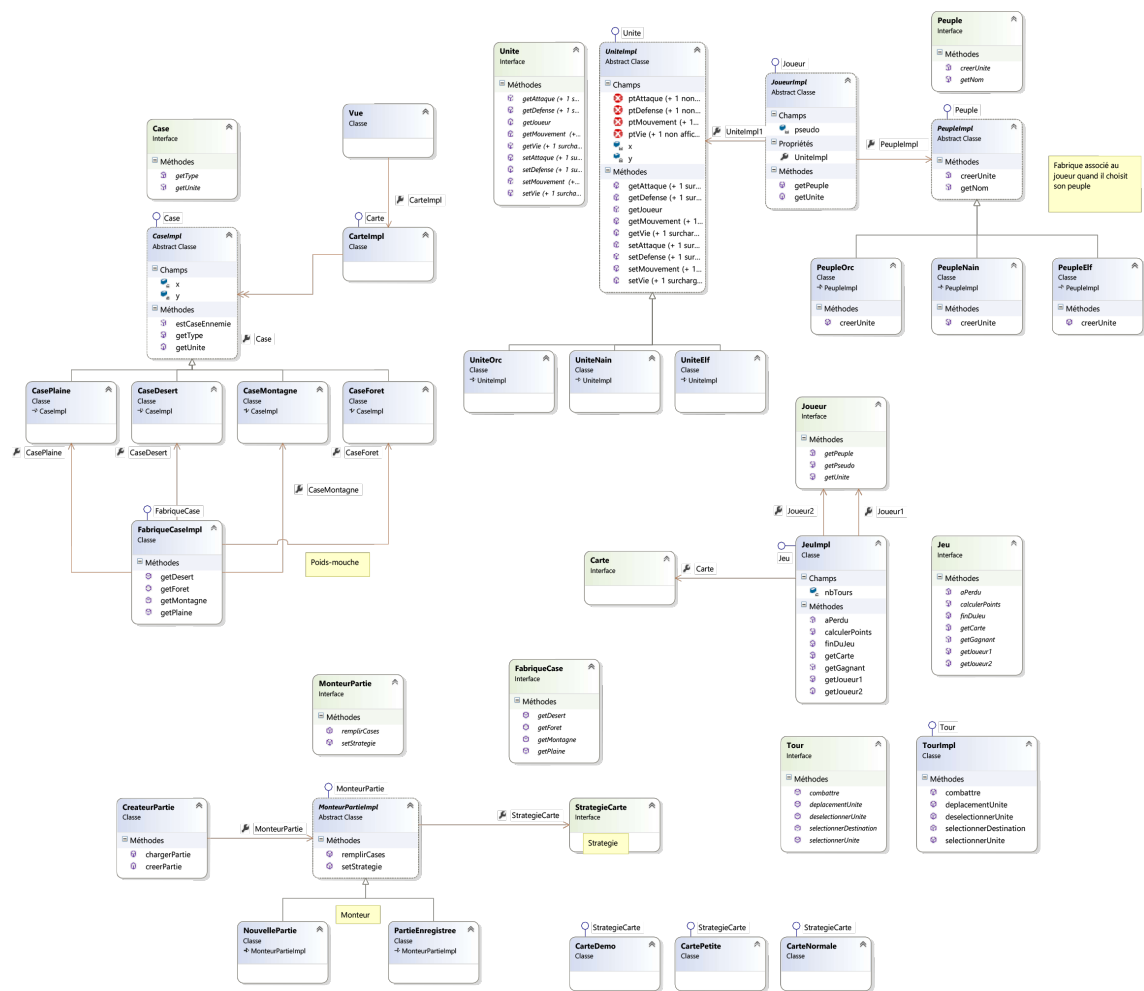 Case
Interface
Méthodes
getType
getUnite
Vue
Classe
CarteImpl
Case
CaseImpl
Abstract Classe
Champs
x
y
Méthodes
estCaseEnnemie
getType
getUnite
Carte
CarteImpl
Classe
Case
CasePlaine
Classe
CaseImpl
CaseDesert
Classe
CaseImpl
CaseMontagne
Classe
CaseImpl
CaseForet
Classe
CaseImpl
CasePlaine
CaseDesert
CaseForet
CaseMontagne
FabriqueCase
FabriqueCaseImpl
Classe
Méthodes
getDesert
getForet
getMontagne
getPlaine
Poids-mouche
Unite
Interface
Méthodes
getAttaque (+ 1 s...
getDefense (+ 1 s...
getJoueur
getMouvement (+...
getVie (+ 1 surcha...
setAttaque (+ 1 su...
setDefense (+ 1 su...
setMouvement (+...
setVie (+ 1 surcha...
Unite
UniteImpl
Abstract Classe
Champs
ptAttaque (+ 1 non...
ptDefense (+ 1 non...
ptMouvement (+ 1...
ptVie (+ 1 non affic...
x
y
Méthodes
getAttaque (+ 1 sur...
getDefense (+ 1 sur...
getJoueur
getMouvement (+ 1...
getVie (+ 1 surchar...
setAttaque (+ 1 sur...
setDefense (+ 1 sur...
setMouvement (+ 1...
setVie (+ 1 surcharg...
UniteImpl1
Joueur
JoueurImpl
Abstract Classe
Champs
pseudo
Propriétés
UniteImpl
Méthodes
getPeuple
getUnite
PeupleImpl
Peuple
Interface
Méthodes
creerUnite
getNom
Peuple
PeupleImpl
Abstract Classe
Méthodes
creerUnite
getNom
Fabrique associé au
joueur quand il choisit
son peuple
PeupleOrc
Classe
PeupleImpl
Méthodes
creerUnite
PeupleNain
Classe
PeupleImpl
Méthodes
creerUnite
PeupleElf
Classe
PeupleImpl
Méthodes
creerUnite
UniteOrc
Classe
UniteImpl
UniteNain
Classe
UniteImpl
UniteElf
Classe
UniteImpl
Joueur
Interface
Méthodes
getPeuple
getPseudo
getUnite
Joueur2
Joueur1
Carte
Interface
Carte
Jeu
JeuImpl
Classe
Champs
nbTours
Méthodes
aPerdu
calculerPoints
finDuJeu
getCarte
getGagnant
getJoueur1
getJoueur2
Jeu
Interface
Méthodes
aPerdu
calculerPoints
finDuJeu
getCarte
getGagnant
getJoueur1
getJoueur2
MonteurPartie
Interface
Méthodes
remplirCases
setStrategie
FabriqueCase
Interface
Méthodes
getDesert
getForet
getMontagne
getPlaine
Tour
Interface
Méthodes
combattre
deplacementUnite
deselectionnerUnite
selectionnerDestination
selectionnerUnite
Tour
TourImpl
Classe
Méthodes
combattre
deplacementUnite
deselectionnerUnite
selectionnerDestination
selectionnerUnite
CreateurPartie
Classe
Méthodes
chargerPartie
creerPartie
MonteurPartie
MonteurPartie
MonteurPartieImpl
Abstract Classe
Méthodes
remplirCases
setStrategie
StrategieCarte
StrategieCarte
Interface
Strategie
Monteur
NouvellePartie
Classe
MonteurPartieImpl
PartieEnregistree
Classe
MonteurPartieImpl
StrategieCarte
CarteDemo
Classe
StrategieCarte
CartePetite
Classe
StrategieCarte
CarteNormale
Classe